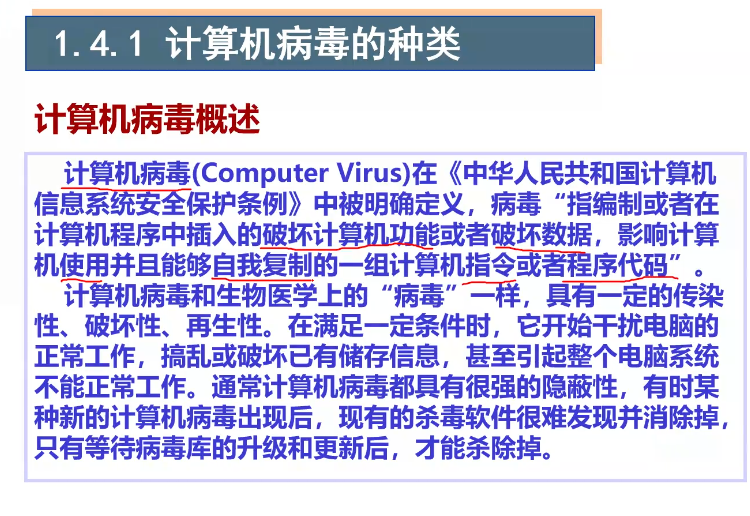 1.4.1 计算机病毒的种类
计算机病毒概述
计算机病毒(Computer Virus)在《中华人民共和国计算机
信息系统安全保护条例》中被明确定义，病毒“指编制或者在
计算机程序中插入的破坏计算机功能或者破坏数据，影响计算
机使用并且能够自我复制的一组计算机指令或者程序代码”。
计算机病毒和生物医学上的“病毒”一样，具有一定的传染
性、破坏性、再生性。在满足一定条件时，它开始干扰电脑的
正常工作，搞乱或破坏已有储存信息，甚至引起整个电脑系统
不能正常工作。通常计算机病毒都具有很强的隐蔽性，有时某
种新的计算机病毒出现后，现有的杀毒软件很难发现并消除掉，
只有等待病毒库的升级和更新后，才能杀除掉。